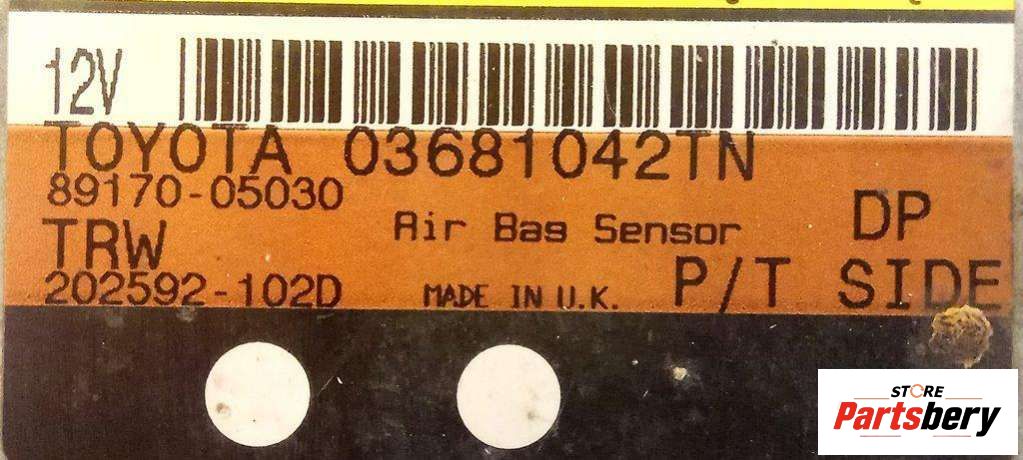 12V
TOYOTA 03681042TN
89170-05030
Air Bag Sensor DP
TRW
202592-102D MADE IN U.K. P/T SIDE
STORE
Partsbery